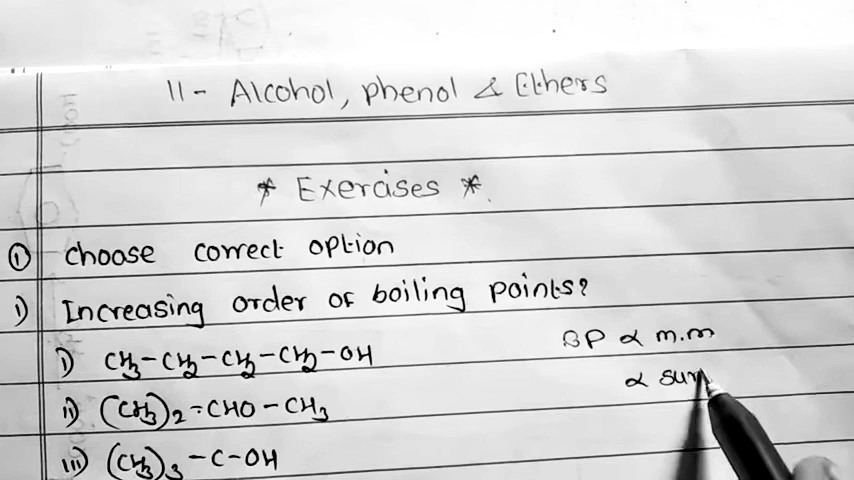 11- Alcohol, phenol & Ethers
* Exercises *
① choose correct option
1) Increasing order of boiling points?
i) CH₃-CH₂-CH₂-CH₂-OH
BP ∝ m.m
∝ sur
ii) (CH₃)₂=CHO-CH₃
iii) (CH₃)₃-C-OH